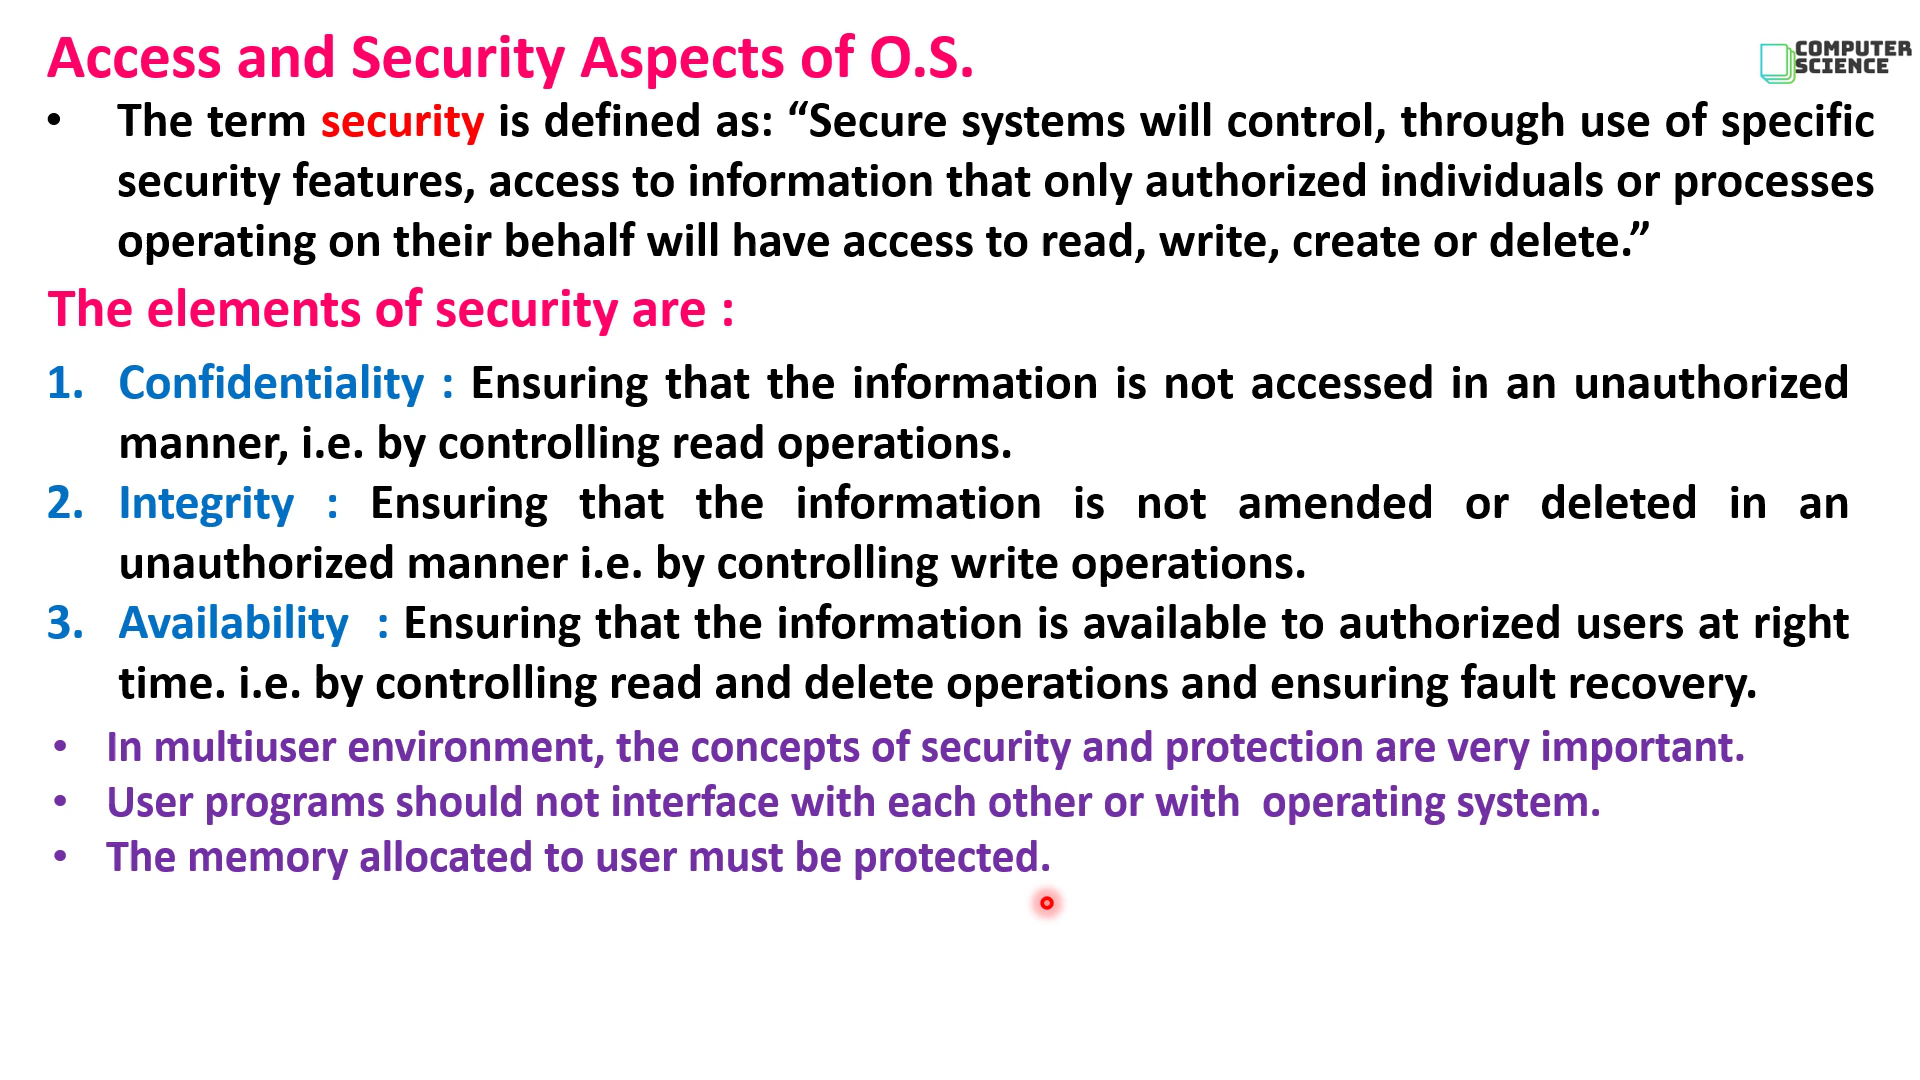 Access and Security Aspects of O.S.
COMPUTER
SCIENCE
• The term security is defined as: “Secure systems will control, through use of specific
security features, access to information that only authorized individuals or processes
operating on their behalf will have access to read, write, create or delete.”
The elements of security are :
1. Confidentiality : Ensuring that the information is not accessed in an unauthorized
manner, i.e. by controlling read operations.
2. Integrity : Ensuring that the information is not amended or deleted in an
unauthorized manner i.e. by controlling write operations.
3. Availability : Ensuring that the information is available to authorized users at right
time. i.e. by controlling read and delete operations and ensuring fault recovery.
• In multiuser environment, the concepts of security and protection are very important.
• User programs should not interface with each other or with operating system.
• The memory allocated to user must be protected.